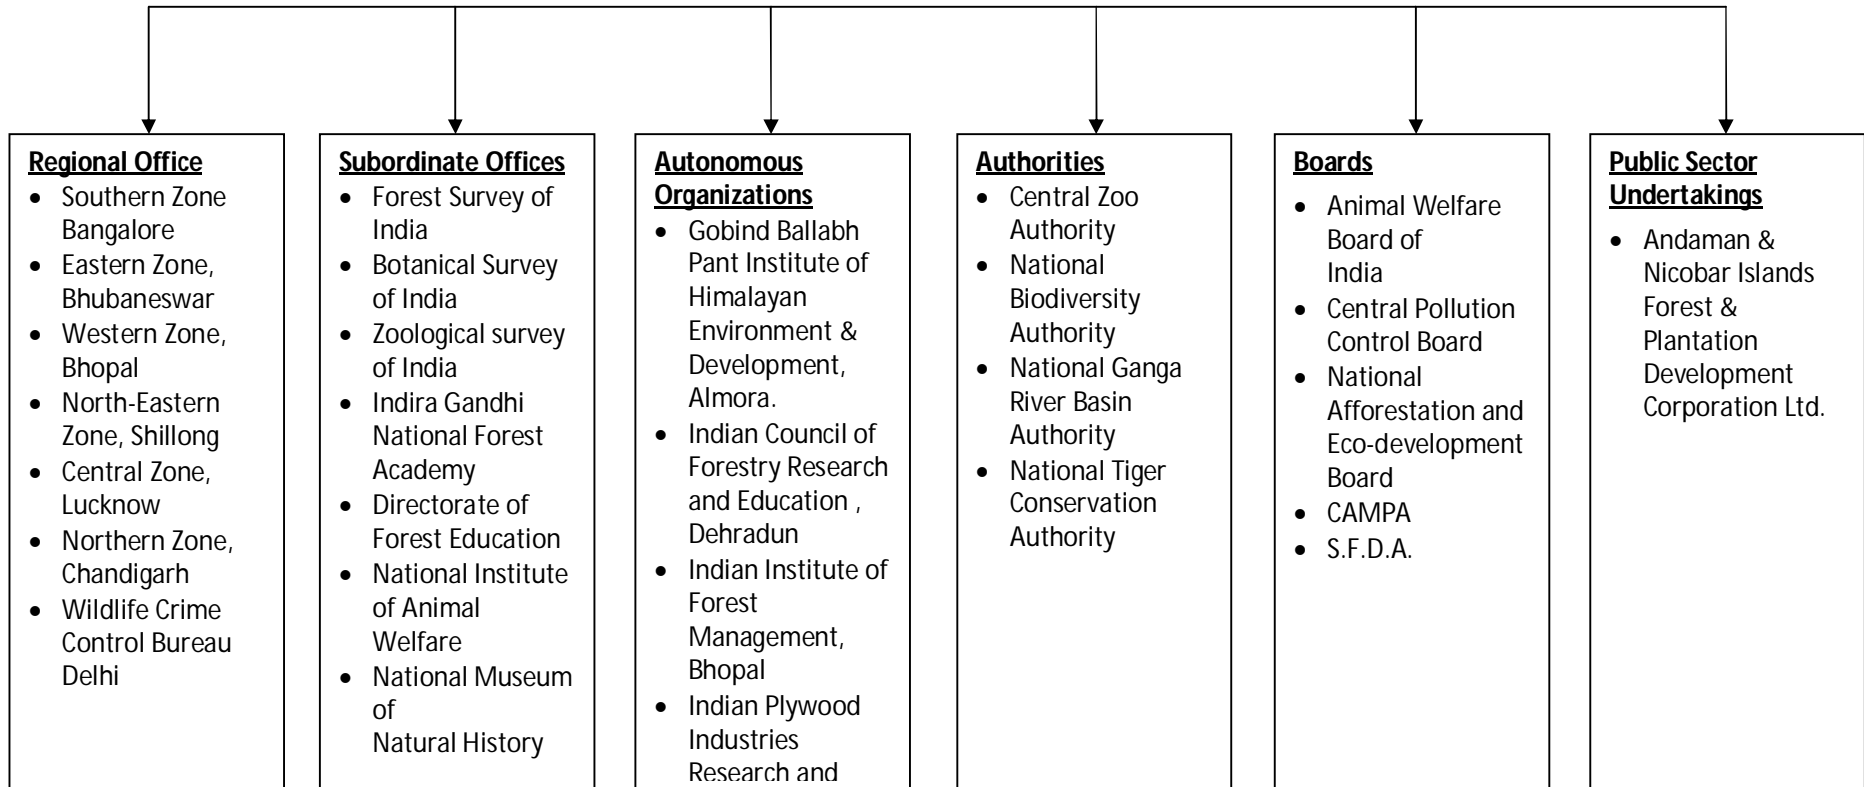 Regional Office
• Southern Zone
Bangalore
• Eastern Zone,
Bhubaneswar
• Western Zone,
Bhopal
• North-Eastern
Zone, Shillong
• Central Zone,
Lucknow
• Northern Zone,
Chandigarh
• Wildlife Crime
Control Bureau
Delhi
Subordinate Offices
• Forest Survey of
India
• Botanical Survey
of India
• Zoological survey
of India
• Indira Gandhi
National Forest
Academy
• Directorate of
Forest Education
• National Institute
of Animal
Welfare
• National Museum
of
Natural History
Autonomous
Organizations
• Gobind Ballabh
Pant Institute of
Himalayan
Environment &
Development,
Almora.
• Indian Council of
Forestry Research
and Education ,
Dehradun
• Indian Institute of
Forest
Management,
Bhopal
• Indian Plywood
Industries
Research and
Authorities
• Central Zoo
Authority
• National
Biodiversity
Authority
• National Ganga
River Basin
Authority
• National Tiger
Conservation
Authority
Boards
• Animal Welfare
Board of
India
• Central Pollution
Control Board
• National
Afforestation and
Eco-development
Board
• CAMPA
• S.F.D.A.
Public Sector
Undertakings
• Andaman &
Nicobar Islands
Forest &
Plantation
Development
Corporation Ltd.